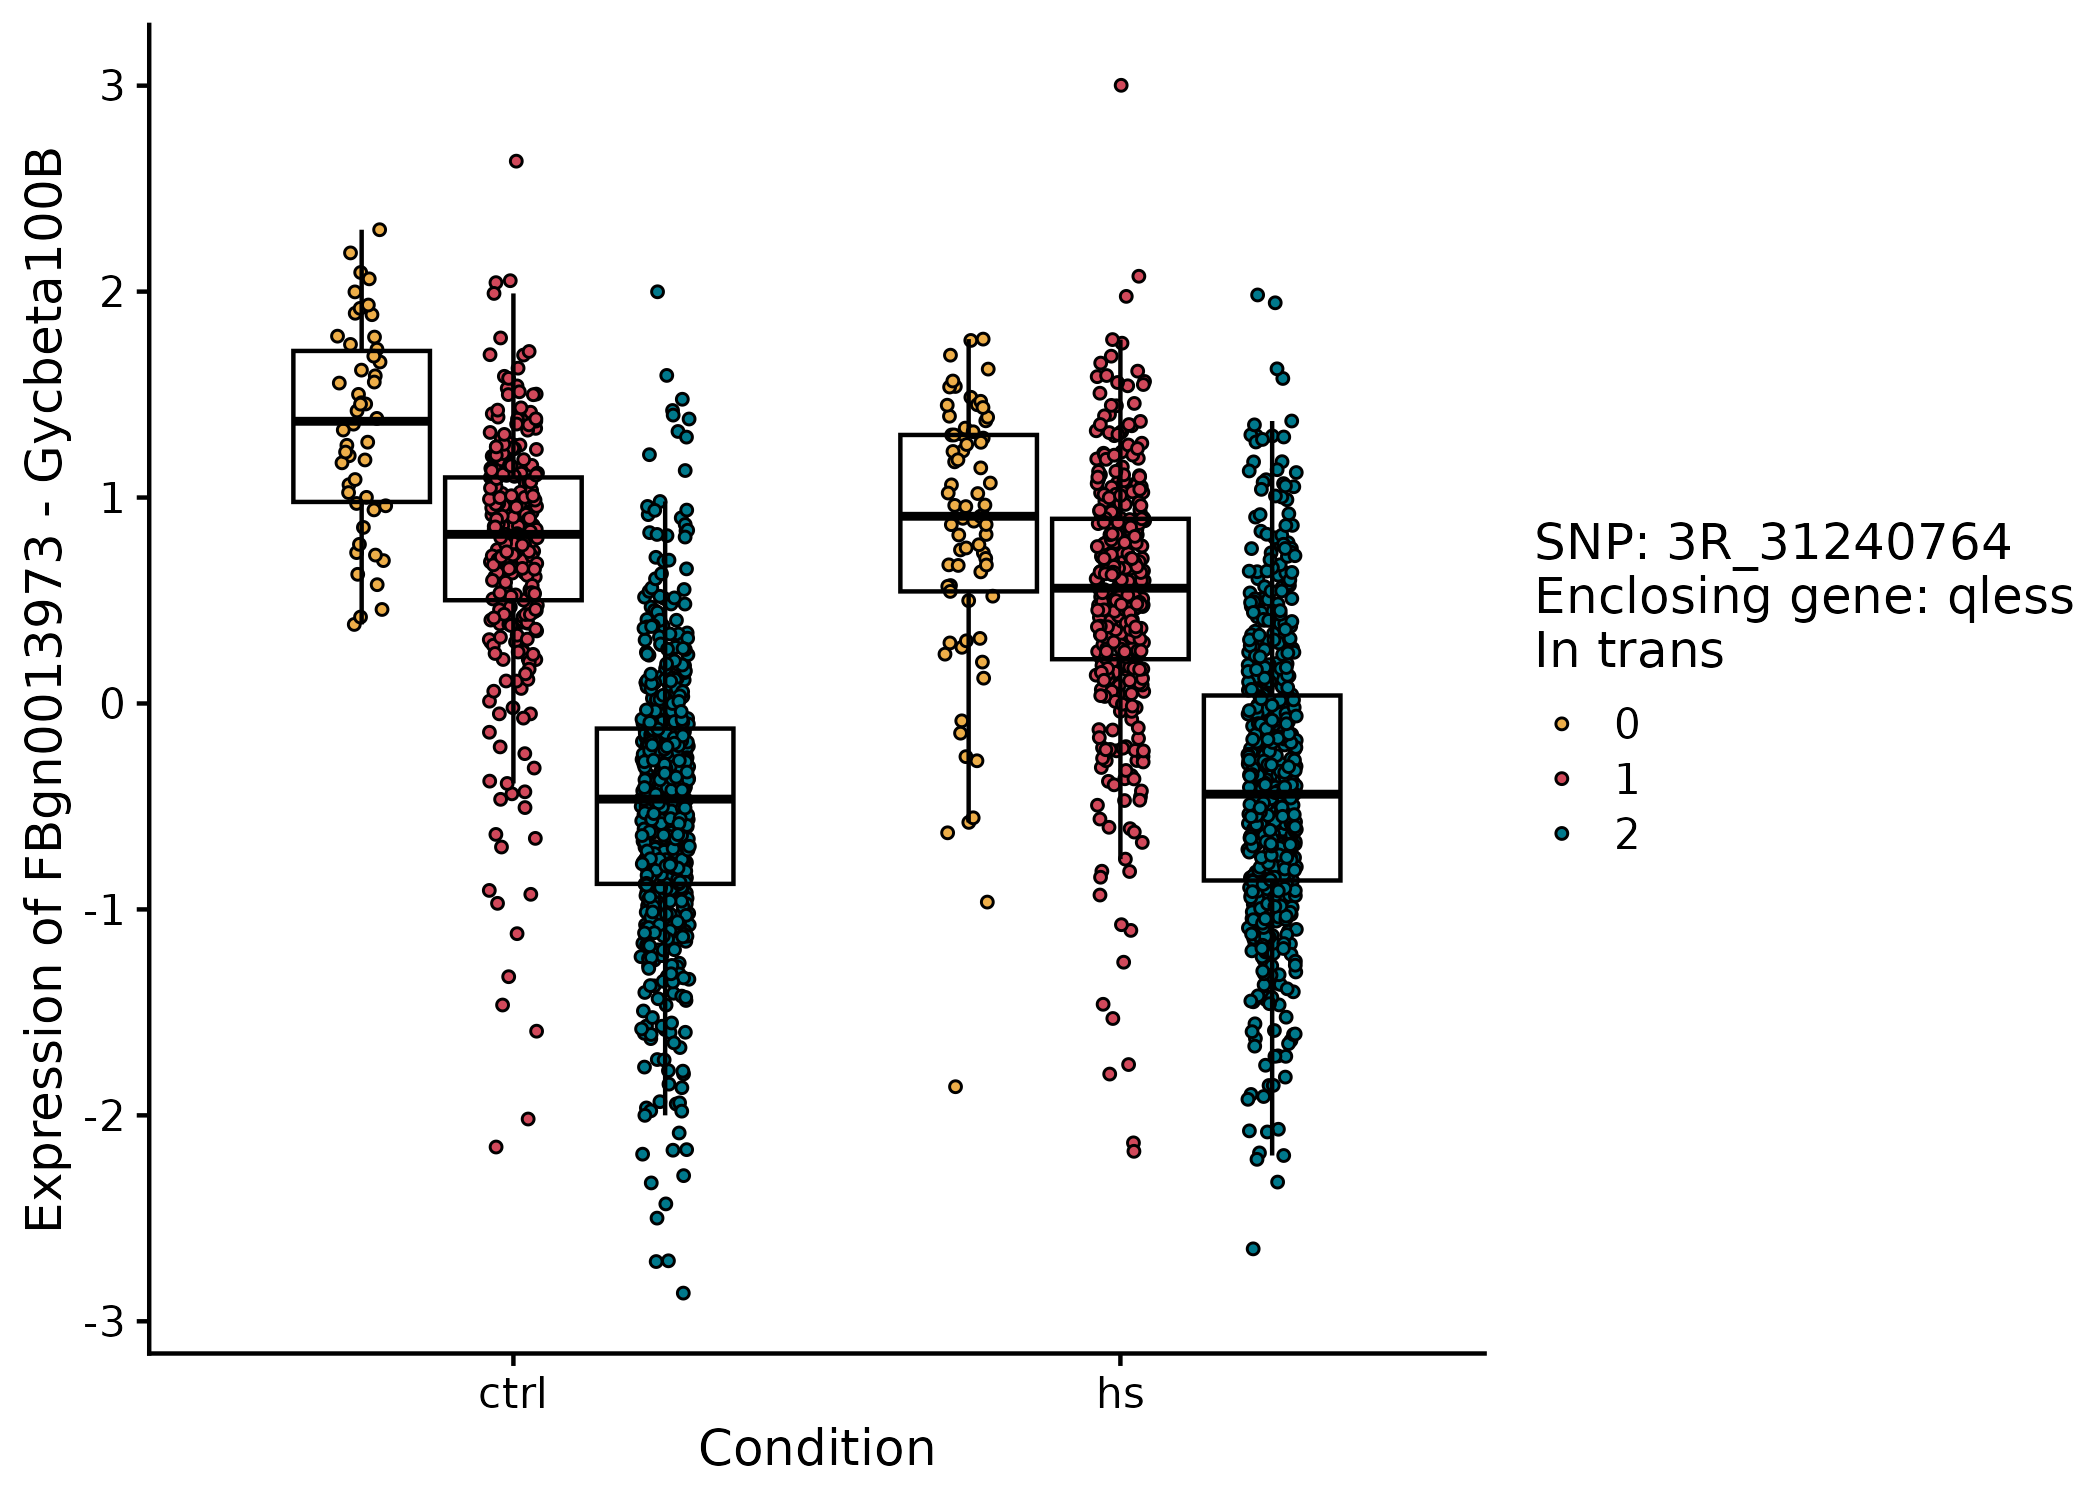 Expression of FBgn0013973 - Gycbeta100B
3
2
1
0
-1
-2
-3
ctrl
hs
Condition
SNP: 3R_31240764
Enclosing gene: qless
In trans
0
1
2